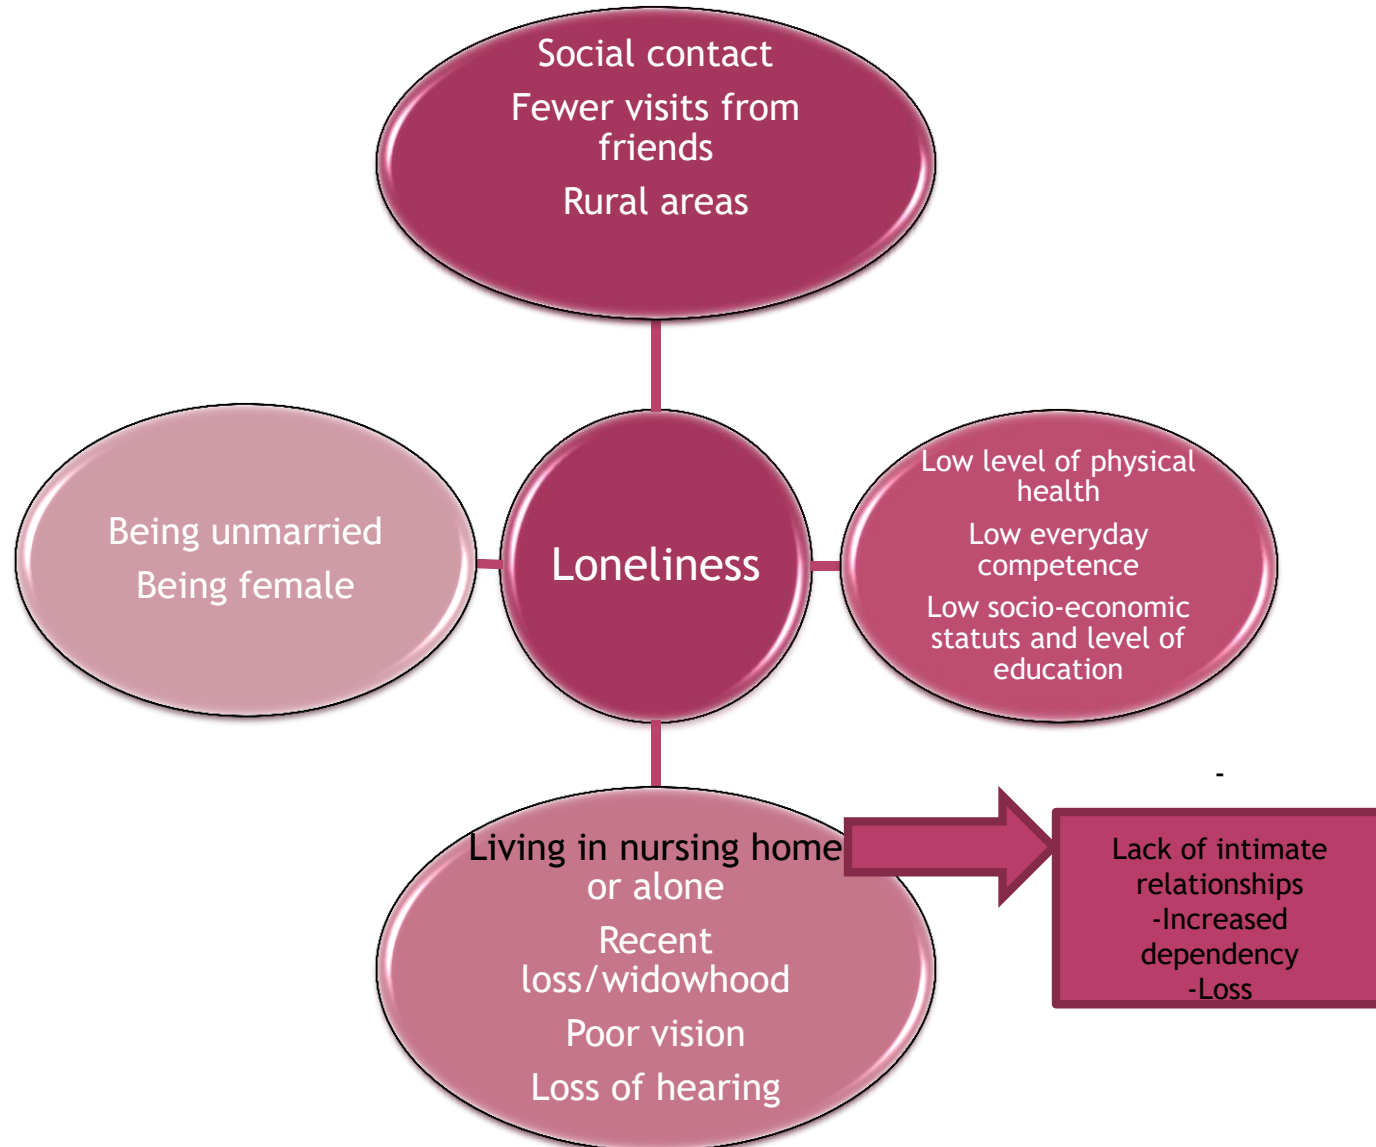 Social contact
Fewer visits from
friends
Rural areas
Being unmarried
Being female
Loneliness
Low level of physical
health
Low everyday
competence
Low socio-economic
statuts and level of
education
Living in nursing home
or alone
Recent
loss/widowhood
Poor vision
Loss of hearing
-
Lack of intimate
relationships
-Increased
dependency
-Loss